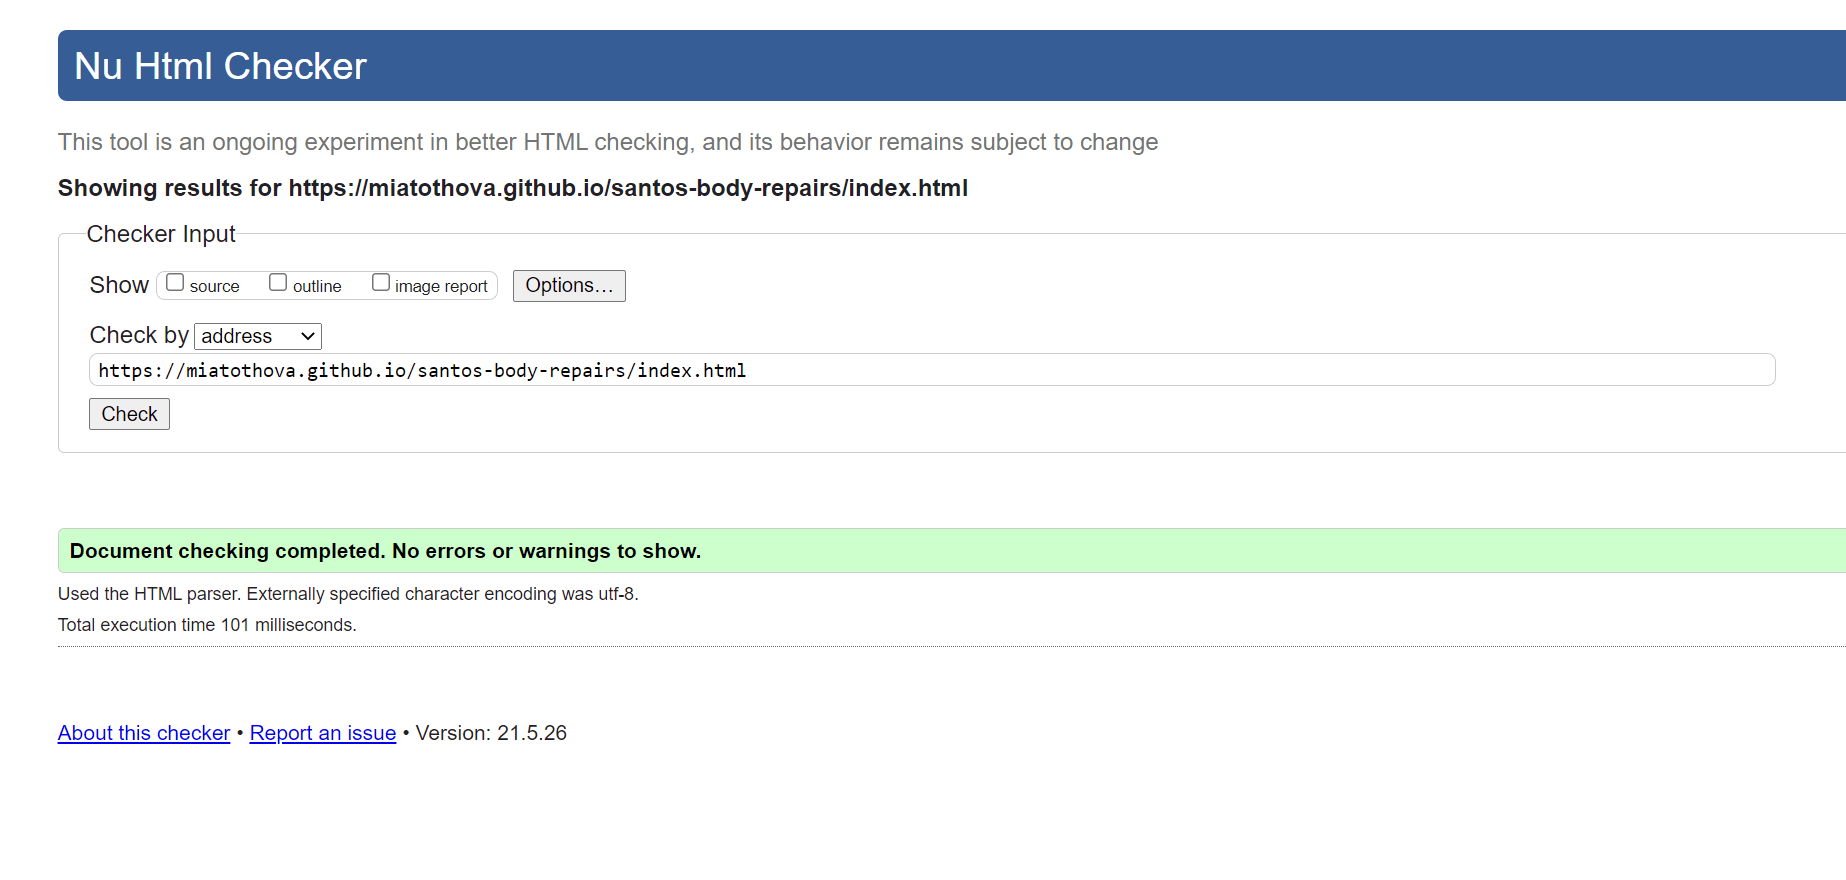 Nu Html Checker
This tool is an ongoing experiment in better HTML checking, and its behavior remains subject to change
Showing results for https://miatothova.github.io/santos-body-repairs/index.html
Checker Input
Show source outline image report Options...
Check by address
https://miatothova.github.io/santos-body-repairs/index.html
Check
Document checking completed. No errors or warnings to show.
Used the HTML parser. Externally specified character encoding was utf-8.
Total execution time 101 milliseconds.
About this checker • Report an issue • Version: 21.5.26